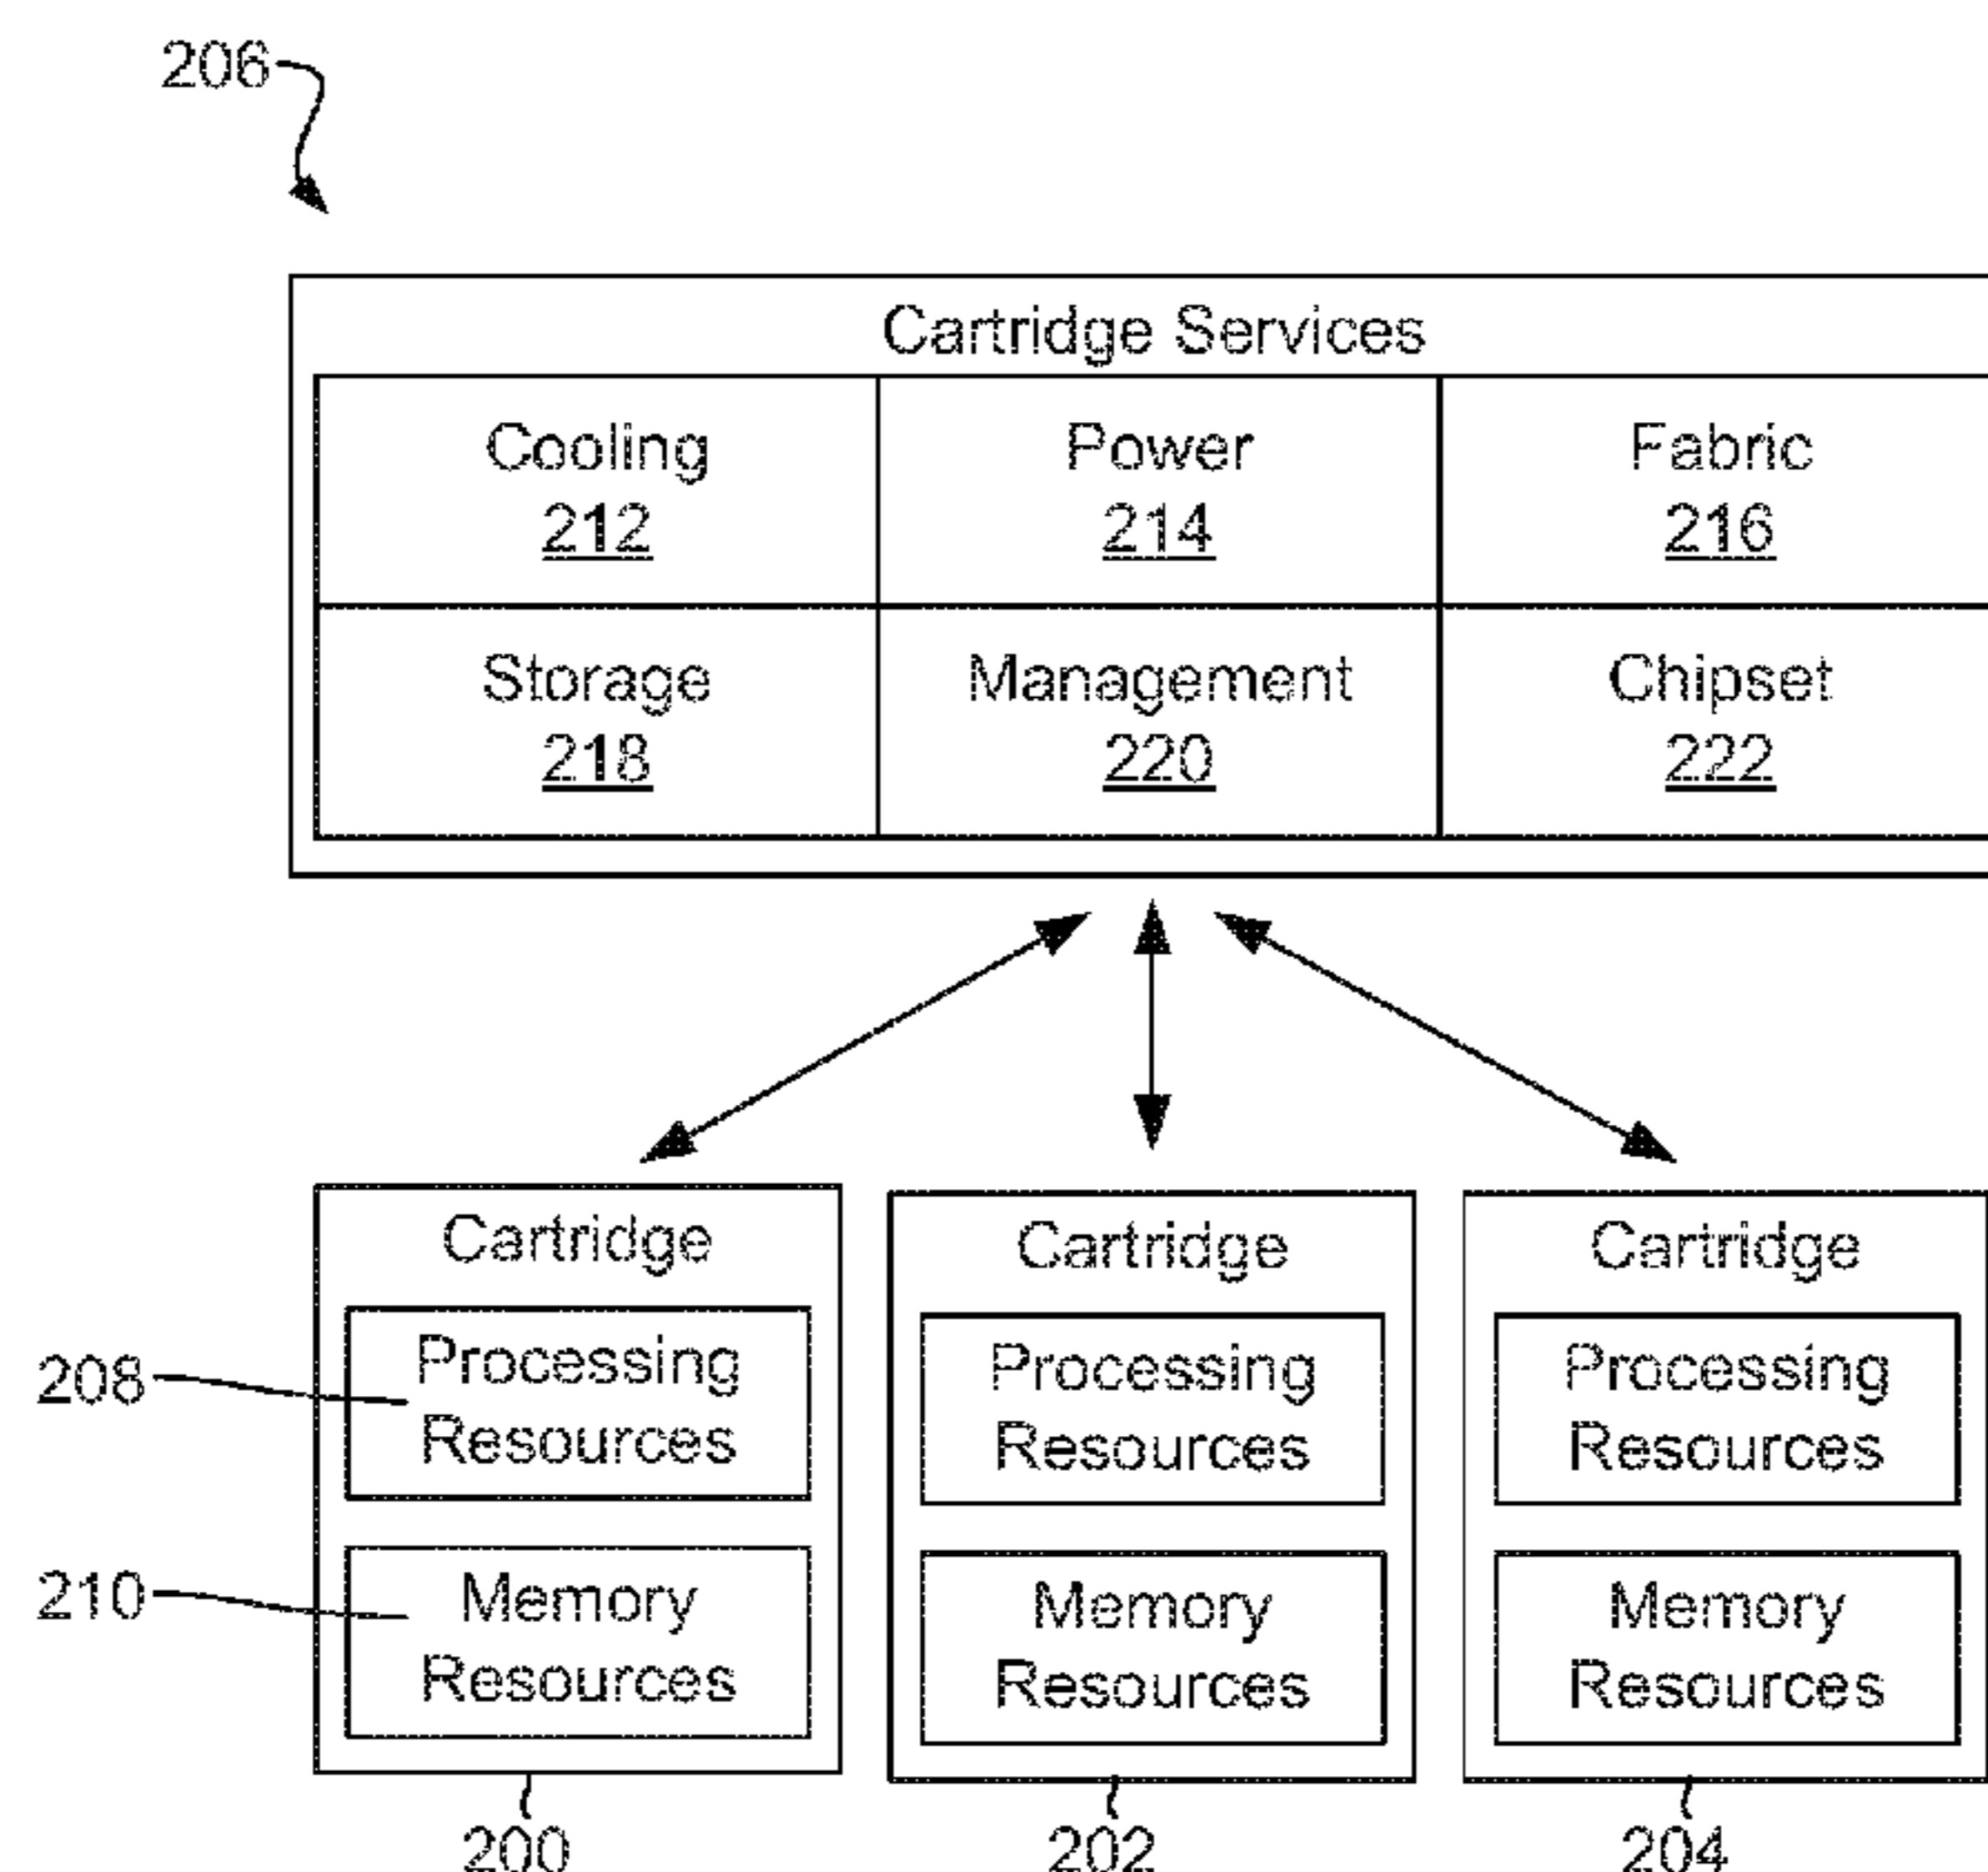 206
Cartridge Services
Cooling
212
Power
214
Fabric
216
Storage
218
Management
220
Chipset
222
Cartridge
Processing
Resources
Memory
Resources
Cartridge
Processing
Resources
Memory
Resources
Cartridge
Processing
Resources
Memory
Resources
208
210
200
202
204